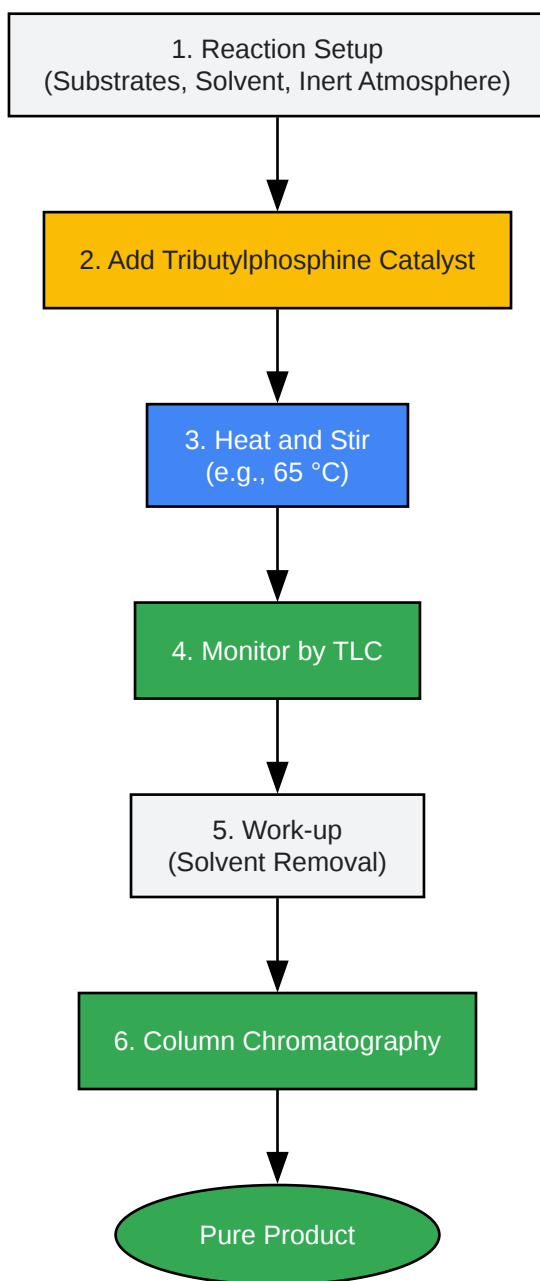 1. Reaction Setup
(Substrates, Solvent, Inert Atmosphere)
2. Add Tributylphosphine Catalyst
3. Heat and Stir
(e.g., 65 °C)
4. Monitor by TLC
5. Work-up
(Solvent Removal)
6. Column Chromatography
Pure Product